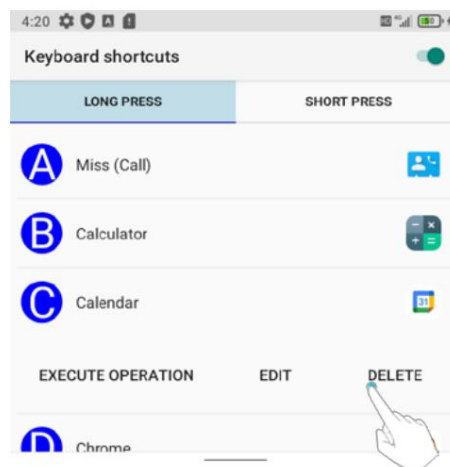 4:20
Keyboard shortcuts
LONG PRESS SHORT PRESS
A Miss (Call)
B Calculator
C Calendar
31
EXECUTE OPERATION EDIT DELETE
D Chrome